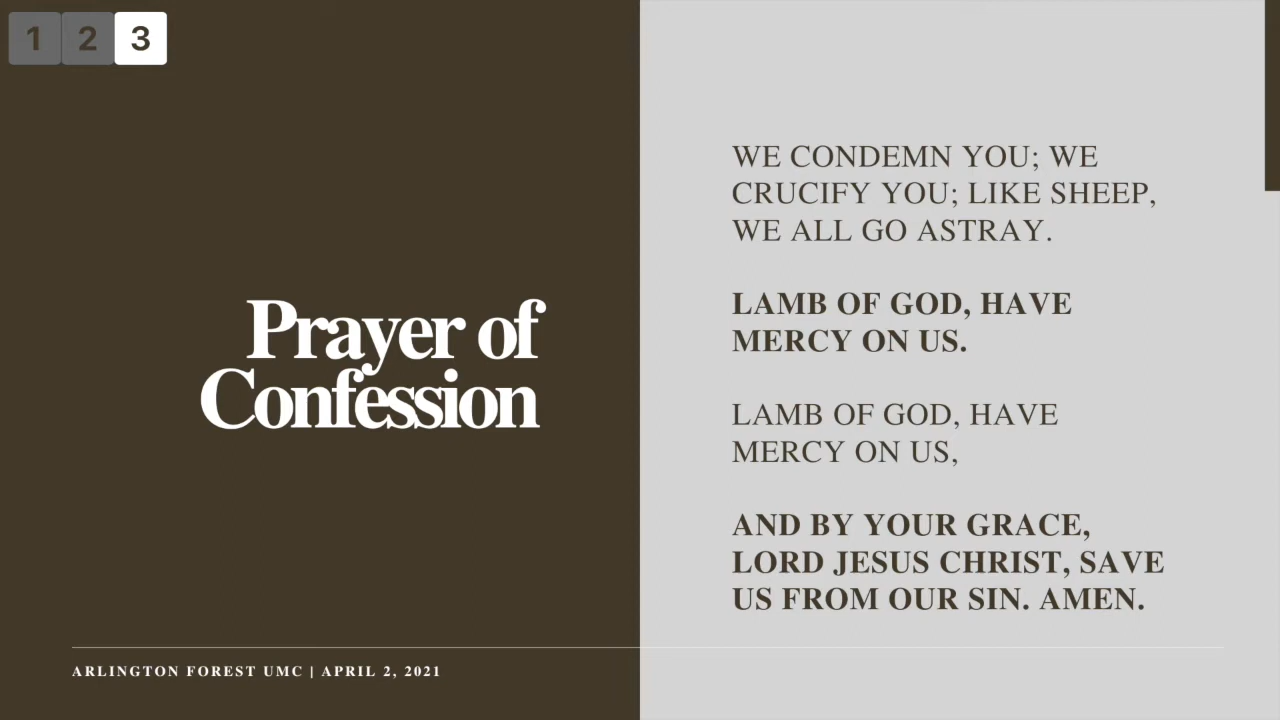 1 2 3
Prayer of
Confession
WE CONDEMN YOU; WE
CRUCIFY YOU; LIKE SHEEP,
WE ALL GO ASTRAY.
LAMB OF GOD, HAVE
MERCY ON US.
LAMB OF GOD, HAVE
MERCY ON US,
AND BY YOUR GRACE,
LORD JESUS CHRIST, SAVE
US FROM OUR SIN. AMEN.
ARLINGTON FOREST UMC | APRIL 2, 2021